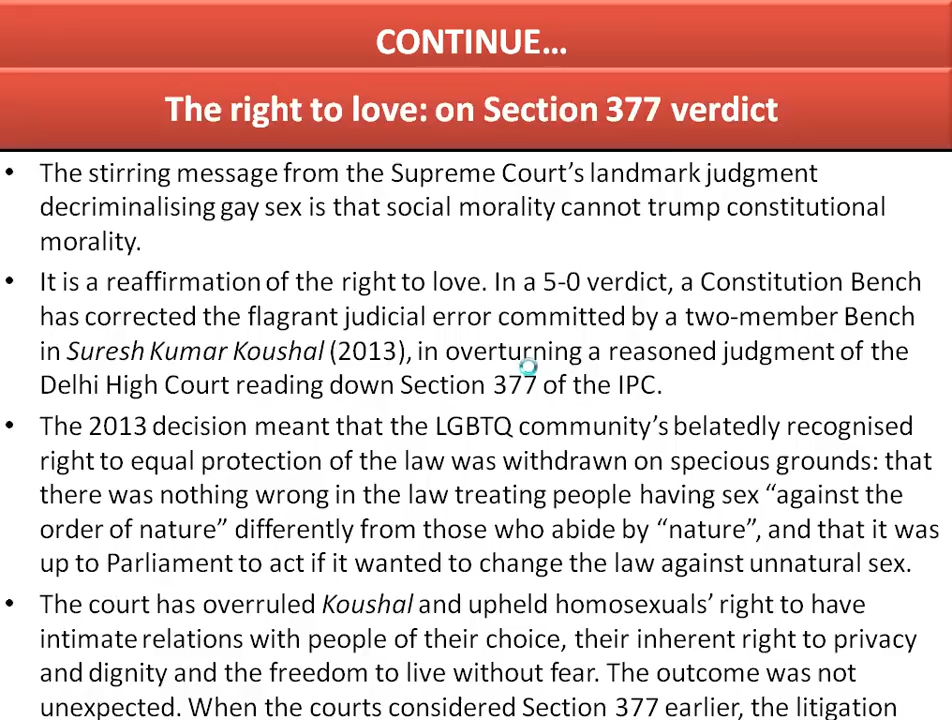 CONTINUE…
The right to love: on Section 377 verdict
• The stirring message from the Supreme Court’s landmark judgment
decriminalising gay sex is that social morality cannot trump constitutional
morality.
• It is a reaffirmation of the right to love. In a 5-0 verdict, a Constitution Bench
has corrected the flagrant judicial error committed by a two-member Bench
in Suresh Kumar Koushal (2013), in overturning a reasoned judgment of the
Delhi High Court reading down Section 377 of the IPC.
• The 2013 decision meant that the LGBTQ community’s belatedly recognised
right to equal protection of the law was withdrawn on specious grounds: that
there was nothing wrong in the law treating people having sex “against the
order of nature” differently from those who abide by “nature”, and that it was
up to Parliament to act if it wanted to change the law against unnatural sex.
• The court has overruled Koushal and upheld homosexuals’ right to have
intimate relations with people of their choice, their inherent right to privacy
and dignity and the freedom to live without fear. The outcome was not
unexpected. When the courts considered Section 377 earlier, the litigation